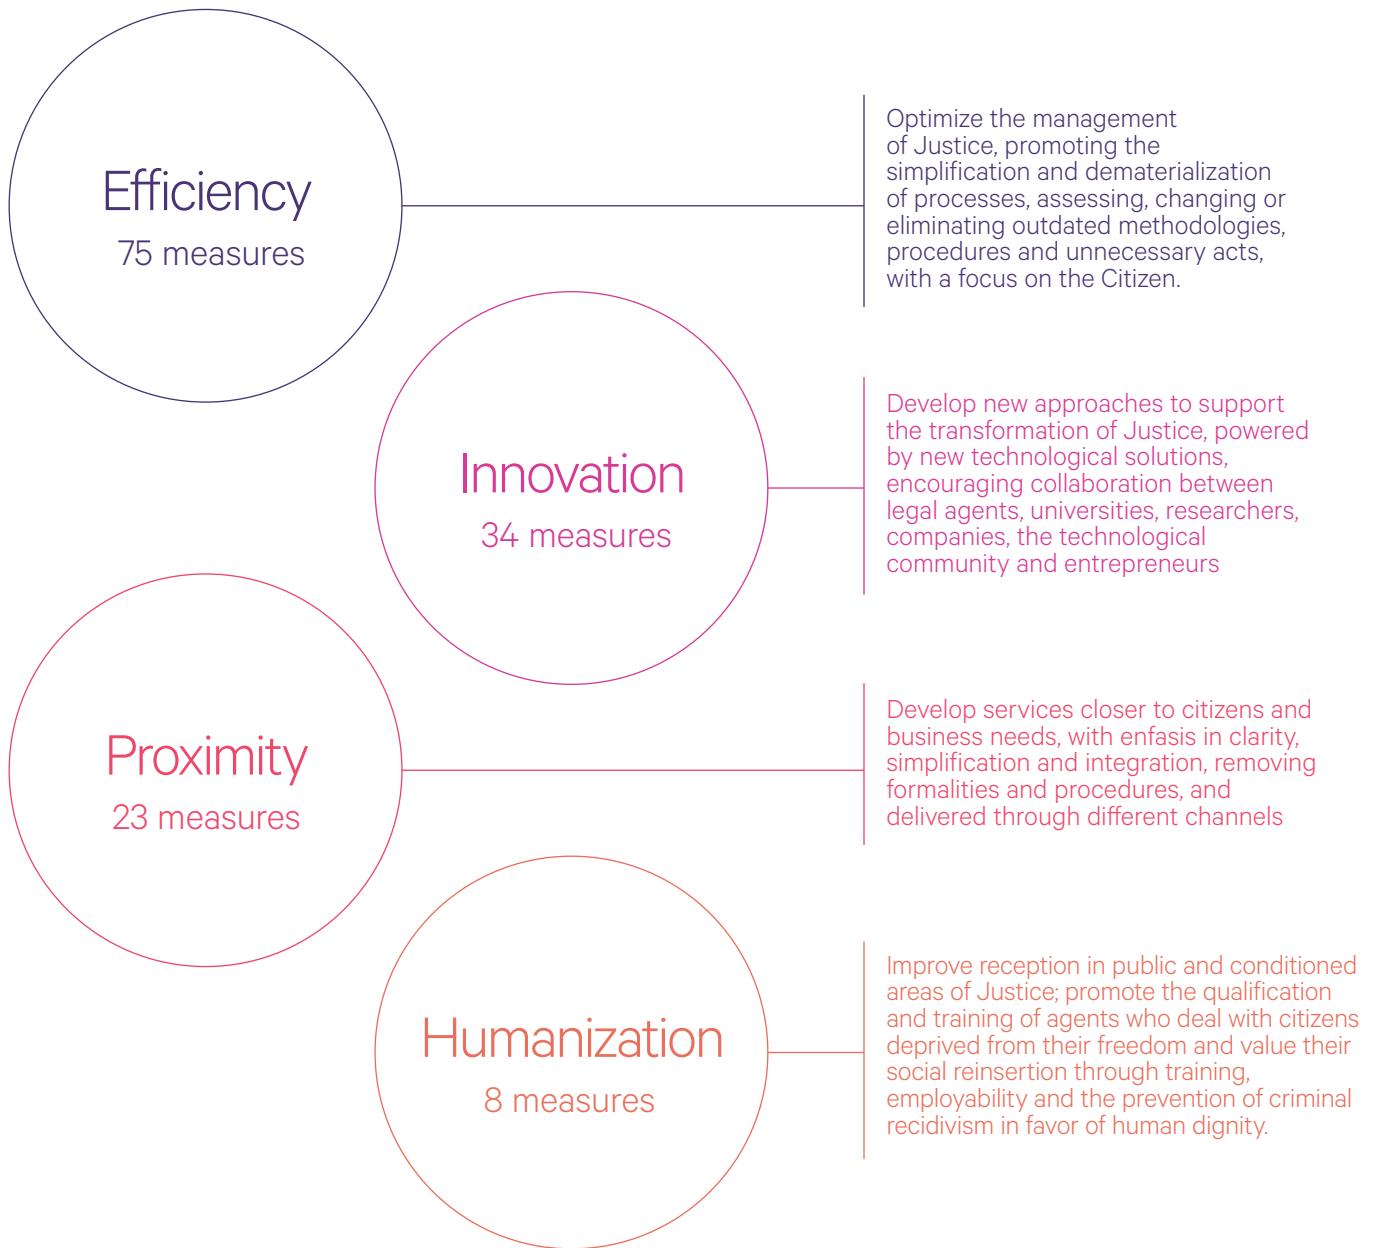 Efficiency
75 measures
Optimize the management
of Justice, promoting the
simplification and dematerialization
of processes, assessing, changing or
eliminating outdated methodologies,
procedures and unnecessary acts,
with a focus on the Citizen.
Innovation
34 measures
Develop new approaches to support
the transformation of Justice, powered
by new technological solutions,
encouraging collaboration between
legal agents, universities, researchers,
companies, the technological
community and entrepreneurs
Proximity
23 measures
Develop services closer to citizens and
business needs, with enfasis in clarity,
simplification and integration, removing
formalities and procedures, and
delivered through different channels
Humanization
8 measures
Improve reception in public and conditioned
areas of Justice; promote the qualification
and training of agents who deal with citizens
deprived from their freedom and value their
social reinsertion through training,
employability and the prevention of criminal
recidivism in favor of human dignity.